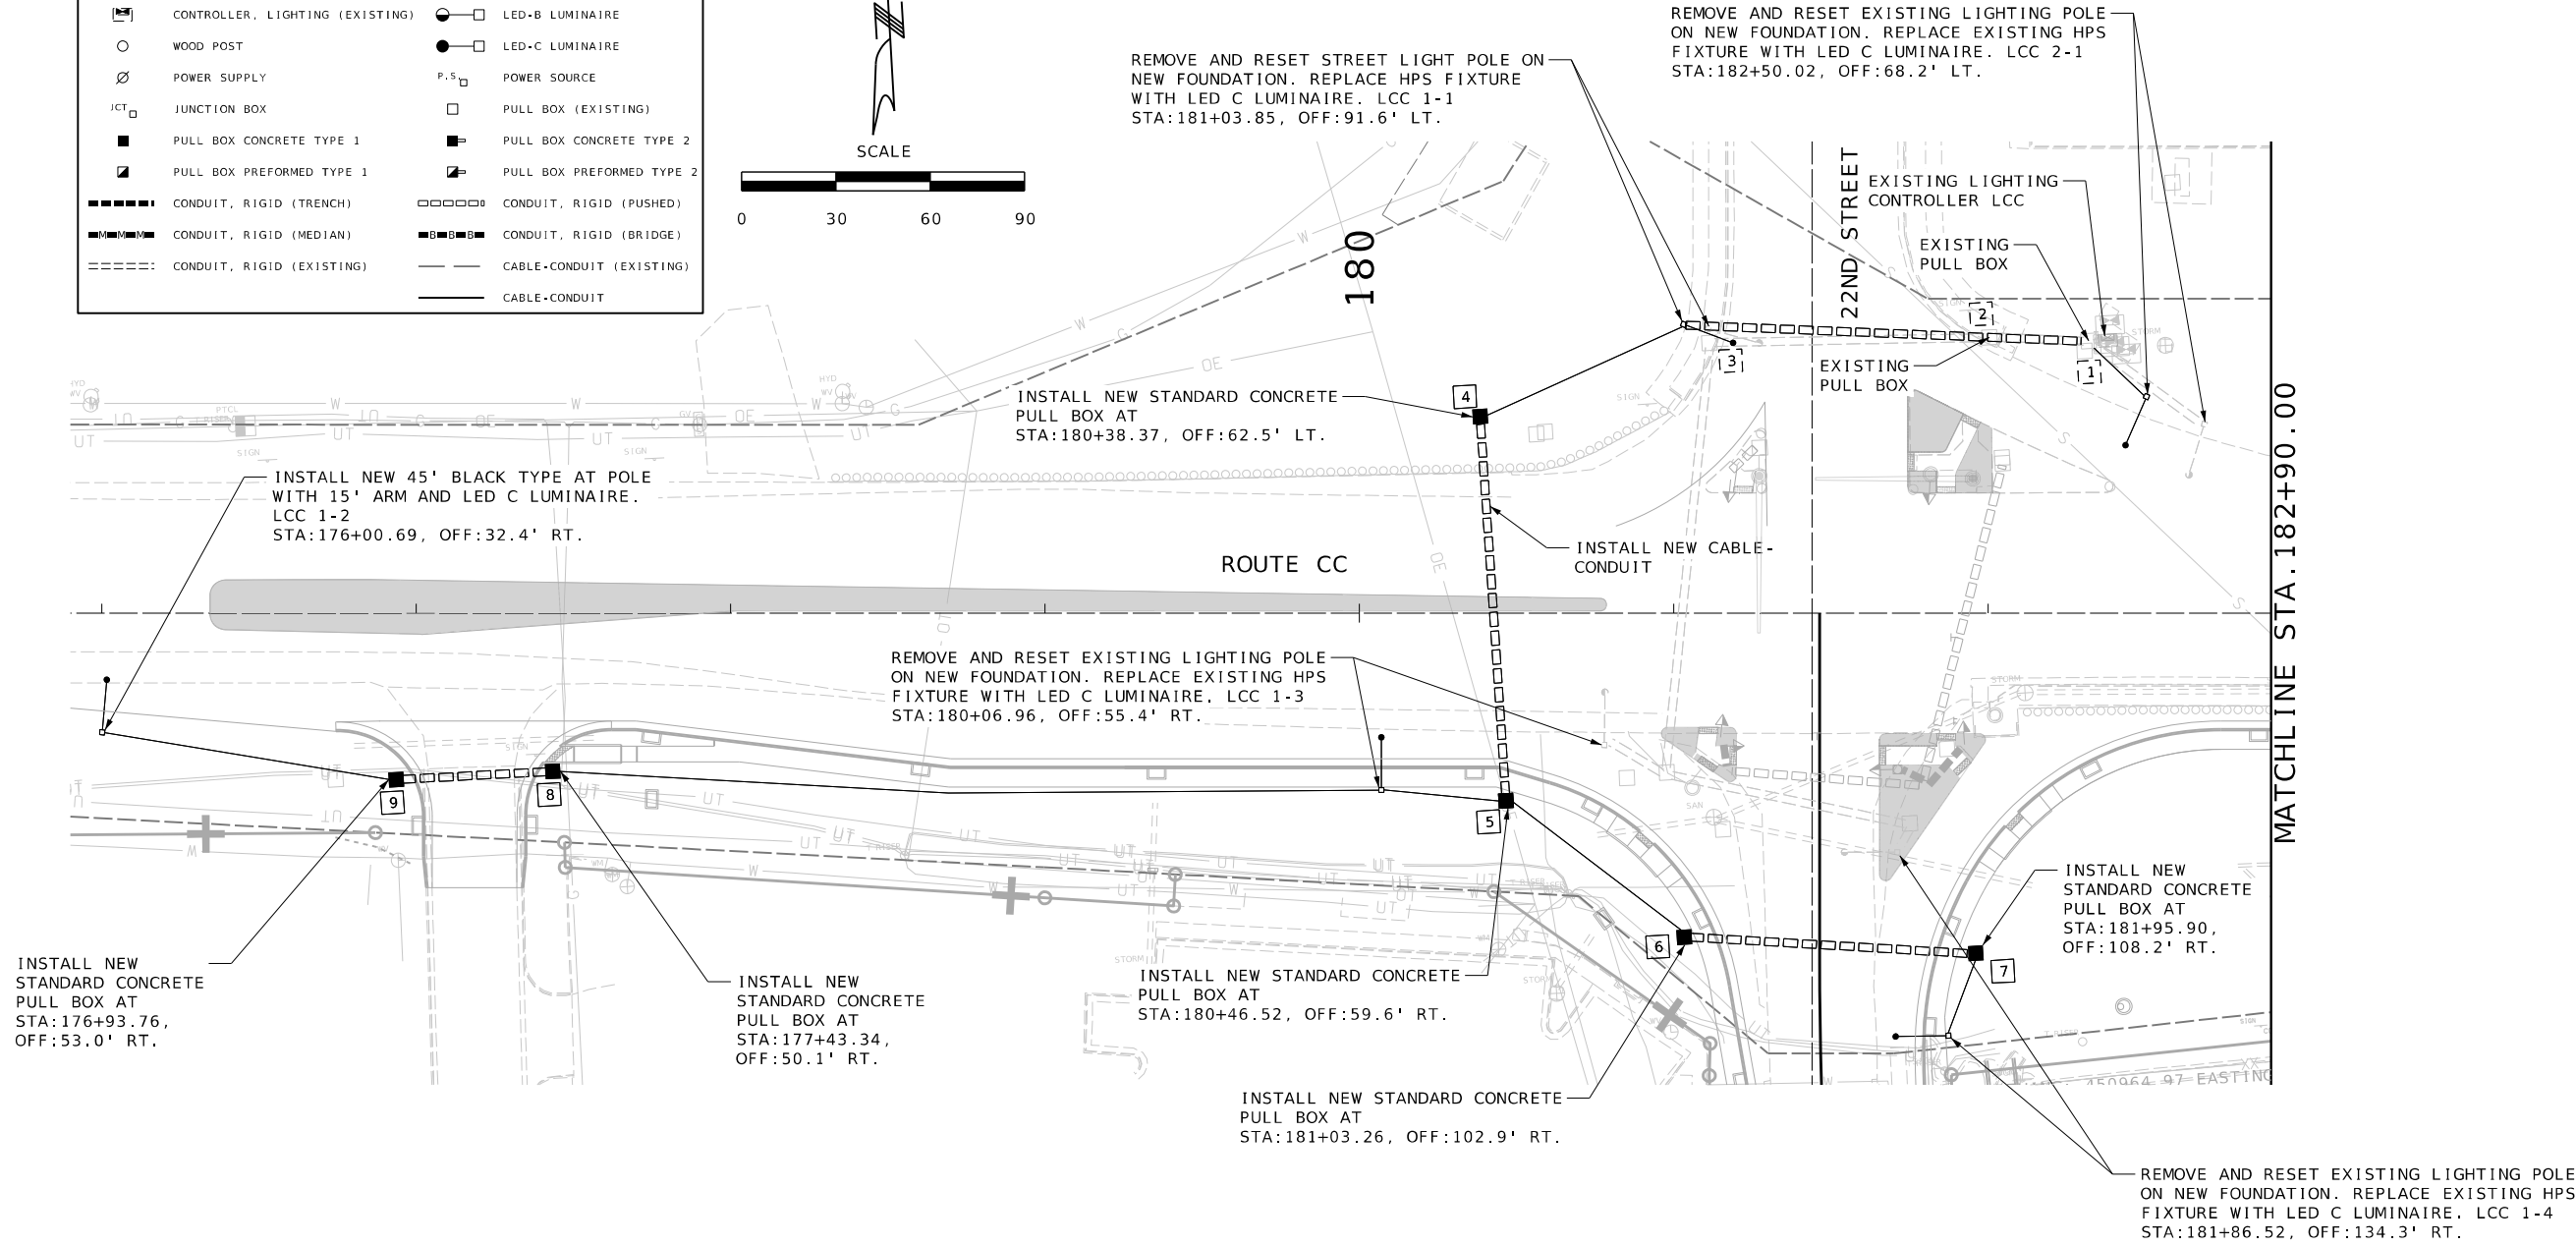 CONTROLLER, LIGHTING (EXISTING)
LED-B LUMINAIRE
WOOD POST
LED-C LUMINAIRE
POWER SUPPLY
P.S.
POWER SOURCE
JCT
JUNCTION BOX
PULL BOX (EXISTING)
PULL BOX CONCRETE TYPE 1
PULL BOX CONCRETE TYPE 2
PULL BOX PREFORMED TYPE 1
PULL BOX PREFORMED TYPE 2
CONDUIT, RIGID (TRENCH)
CONDUIT, RIGID (PUSHED)
M M M M
CONDUIT, RIGID (MEDIAN)
B B B B
CONDUIT, RIGID (BRIDGE)
CONDUIT, RIGID (EXISTING)
CABLE-CONDUIT (EXISTING)
CABLE-CONDUIT
SCALE
0 30 60 90
REMOVE AND RESET STREET LIGHT POLE ON
NEW FOUNDATION. REPLACE HPS FIXTURE
WITH LED C LUMINAIRE. LCC 1-1
STA:181+03.85, OFF:91.6' LT.
REMOVE AND RESET EXISTING LIGHTING POLE
ON NEW FOUNDATION. REPLACE EXISTING HPS
FIXTURE WITH LED C LUMINAIRE. LCC 2-1
STA:182+50.02, OFF:68.2' LT.
22ND STREET
EXISTING LIGHTING
CONTROLLER LCC
EXISTING
PULL BOX
EXISTING
PULL BOX
180
1
2
3
4
INSTALL NEW STANDARD CONCRETE
PULL BOX AT
STA:180+38.37, OFF:62.5' LT.
INSTALL NEW 45' BLACK TYPE AT POLE
WITH 15' ARM AND LED C LUMINAIRE.
LCC 1-2
STA:176+00.69, OFF:32.4' RT.
INSTALL NEW CABLE-
CONDUIT
ROUTE CC
MATCHLINE STA.182+90.00
REMOVE AND RESET EXISTING LIGHTING POLE
ON NEW FOUNDATION. REPLACE EXISTING HPS
FIXTURE WITH LED C LUMINAIRE. LCC 1-3
STA:180+06.96, OFF:55.4' RT.
9
8
5
6
7
INSTALL NEW
STANDARD CONCRETE
PULL BOX AT
STA:181+95.90,
OFF:108.2' RT.
INSTALL NEW
STANDARD CONCRETE
PULL BOX AT
STA:176+93.76,
OFF:53.0' RT.
INSTALL NEW
STANDARD CONCRETE
PULL BOX AT
STA:177+43.34,
OFF:50.1' RT.
INSTALL NEW STANDARD CONCRETE
PULL BOX AT
STA:180+46.52, OFF:59.6' RT.
INSTALL NEW STANDARD CONCRETE
PULL BOX AT
STA:181+03.26, OFF:102.9' RT.
REMOVE AND RESET EXISTING LIGHTING POLE
ON NEW FOUNDATION. REPLACE EXISTING HPS
FIXTURE WITH LED C LUMINAIRE. LCC 1-4
STA:181+86.52, OFF:134.3' RT.